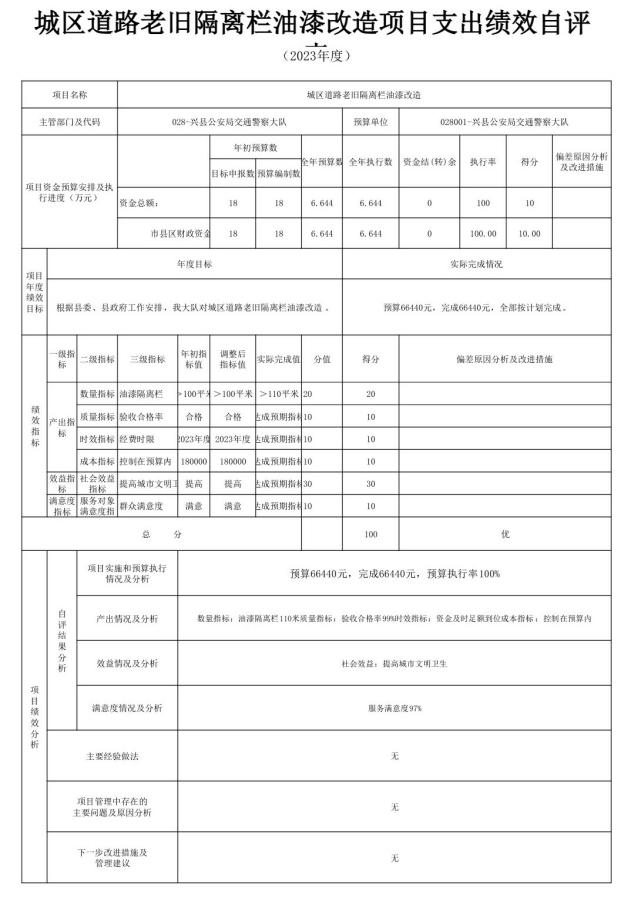 城区道路老旧隔离栏油漆改造项目支出绩效自评
（2023年度）
项目名称 城区道路老旧隔离栏油漆改造
主管部门及代码 028-兴县公安局交通警察大队 预算单位 028001-兴县公安局交通警察大队
项目资金预算安排及执行进度（万元） 年初预算数 全年预算数 全年执行数 资金结(转)余 执行率 得分 偏差原因分析及改进措施
目标申报数 预算编制数
资金总额： 18 18 6.644 6.644 0 100 10
市县区财政资金 18 18 6.644 6.644 0 100.00 10.00
项目年度绩效目标 年度目标 实际完成情况
根据县委、县政府工作安排，我大队对城区道路老旧隔离栏油漆改造 。 预算66440元，完成66440元，全部按计划完成。
绩效指标 一级指标 二级指标 三级指标 年初指标值 调整后指标值 实际完成值 分值 得分 偏差原因分析及改进措施
产出指标 数量指标 油漆隔离栏 >100平米 ＞100平米 ＞110平米 20 20
质量指标 验收合格率 合格 合格 达成预期指标 10 10
时效指标 经费时限 2023年度 2023年度 达成预期指标 10 10
成本指标 控制在预算内 180000 180000 达成预期指标 10 10
效益指标 社会效益指标 提高城市文明卫 提高 提高 达成预期指标 30 30
满意度指标 服务对象满意度指 群众满意度 满意 满意 达成预期指标 10 10
总 分 100 优
项目绩效分析 自评结果分析 项目实施和预算执行情况及分析 预算66440元，完成66440元，预算执行率100%
产出情况及分析 数量指标；油漆隔离栏110米质量指标；验收合格率99%时效指标；资金及时足额到位成本指标；控制在预算内
效益情况及分析 社会效益；提高城市文明卫生
满意度情况及分析 服务满意度97%
主要经验做法 无
项目管理中存在的主要问题及原因分析 无
下一步改进措施及管理建议 无